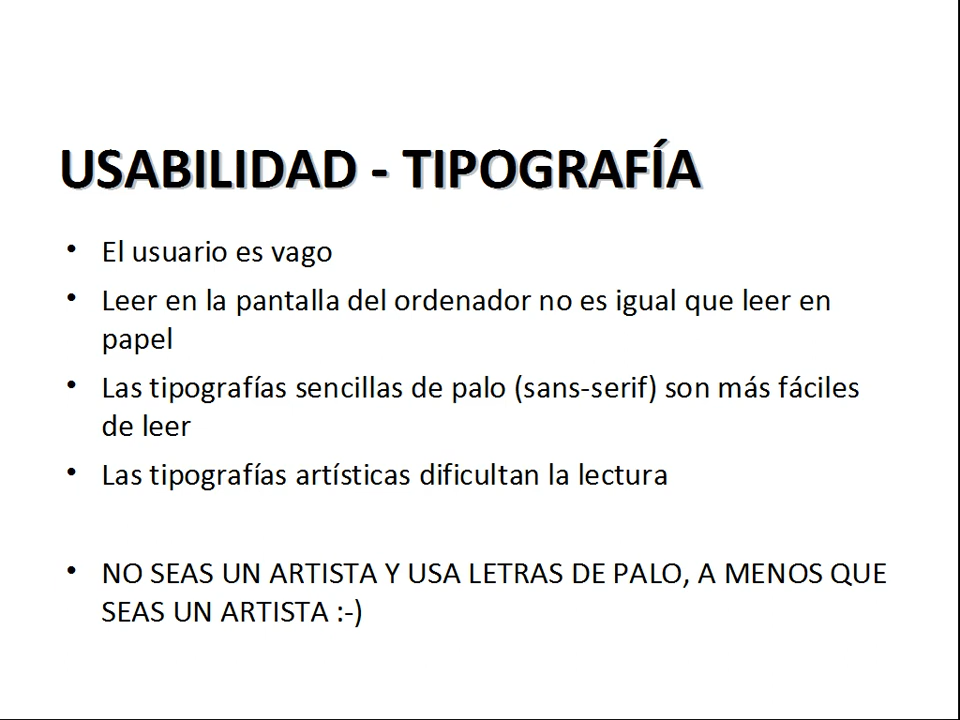 USABILIDAD - TIPOGRAFÍA
• El usuario es vago
• Leer en la pantalla del ordenador no es igual que leer en
papel
• Las tipografías sencillas de palo (sans-serif) son más fáciles
de leer
• Las tipografías artísticas dificultan la lectura
• NO SEAS UN ARTISTA Y USA LETRAS DE PALO, A MENOS QUE
SEAS UN ARTISTA :-)